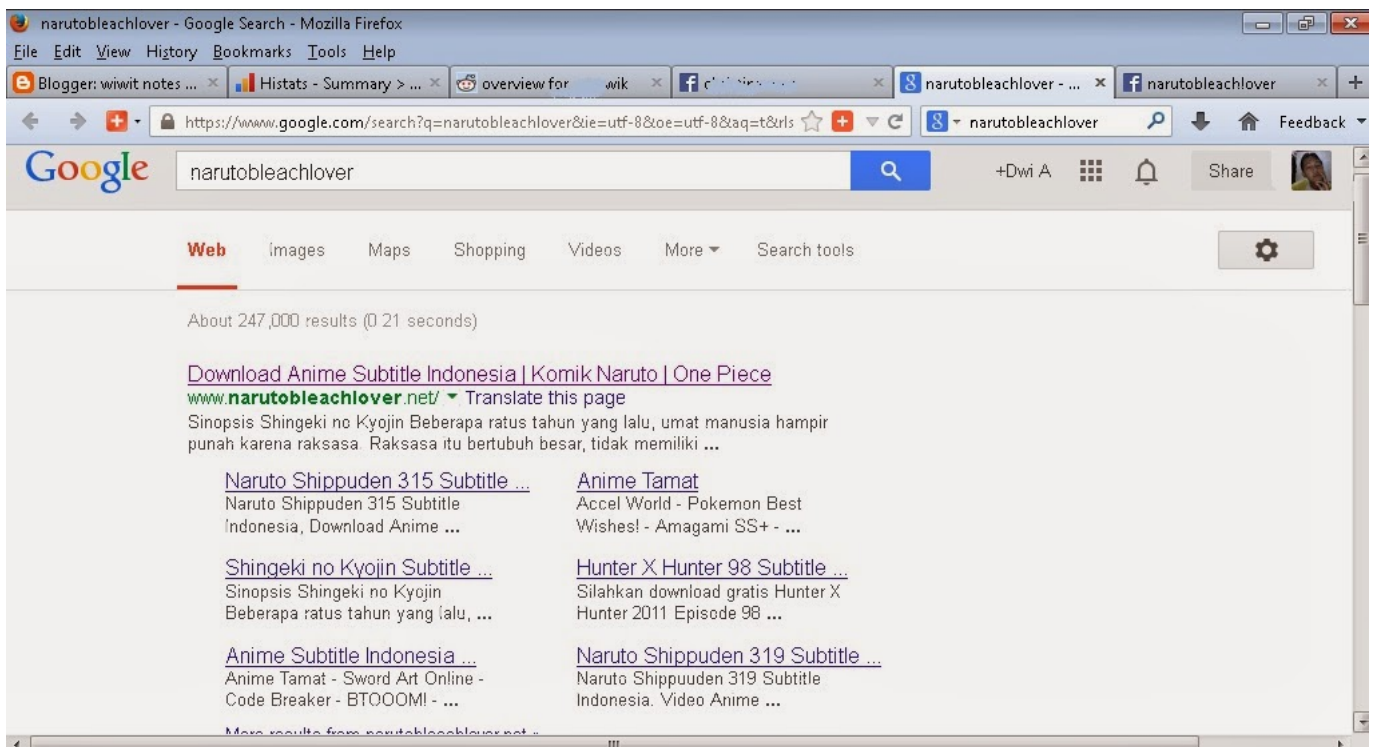 narutobleachlover - Google Search - Mozilla Firefox
File Edit View History Bookmarks Tools Help
Blogger: wiwit notes ... Histats - Summary > ... overview for wik narutobleachlover - ... narutobleachlover
https://www.google.com/search?q=narutobleachlover&ie=utf-8&oe=utf-8&aq=t&rls narutobleachlover Feedback
Google narutobleachlover +Dwi A Share
Web Images Maps Shopping Videos More Search tools
About 247,000 results (0.21 seconds)
Download Anime Subtitle Indonesia | Komik Naruto | One Piece
www.narutobleachlover.net/ Translate this page
Sinopsis Shingeki no Kyojin Beberapa ratus tahun yang lalu, umat manusia hampir
punah karena raksasa. Raksasa itu bertubuh besar, tidak memiliki ...
Naruto Shippuden 315 Subtitle ...
Naruto Shippuden 315 Subtitle
Indonesia, Download Anime ...
Anime Tamat
Accel World - Pokemon Best
Wishes! - Amagami SS+ - ...
Shingeki no Kyojin Subtitle ...
Sinopsis Shingeki no Kyojin
Beberapa ratus tahun yang lalu, ...
Hunter X Hunter 98 Subtitle ...
Silahkan download gratis Hunter X
Hunter 2011 Episode 98 ...
Anime Subtitle Indonesia ...
Anime Tamat - Sword Art Online -
Code Breaker - BTOOOM! - ...
Naruto Shippuden 319 Subtitle ...
Naruto Shippuuden 319 Subtitle
Indonesia. Video Anime ...
More results from narutobleachlover.net »